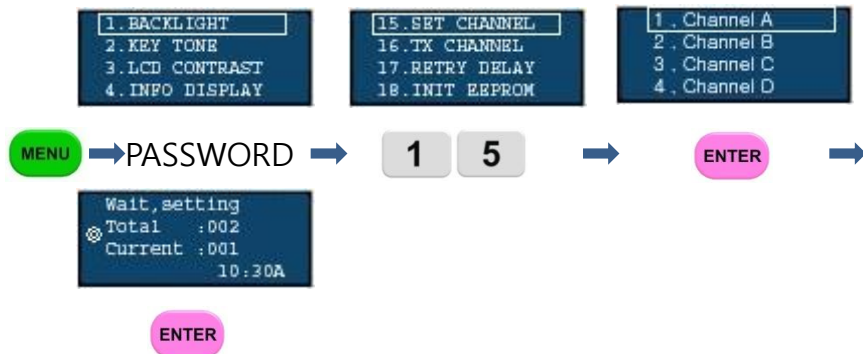 1.BACKLIGHT
2.KEY TONE
3.LCD CONTRAST
4.INFO DISPLAY
15.SET CHANNEL
16.TX CHANNEL
17.RETRY DELAY
18.INIT EEPROM
1 , Channel A
2 , Channel B
3 , Channel C
4 , Channel D
MENU
PASSWORD
1
5
ENTER
Wait,setting
Total :002
Current :001
10:30A
ENTER